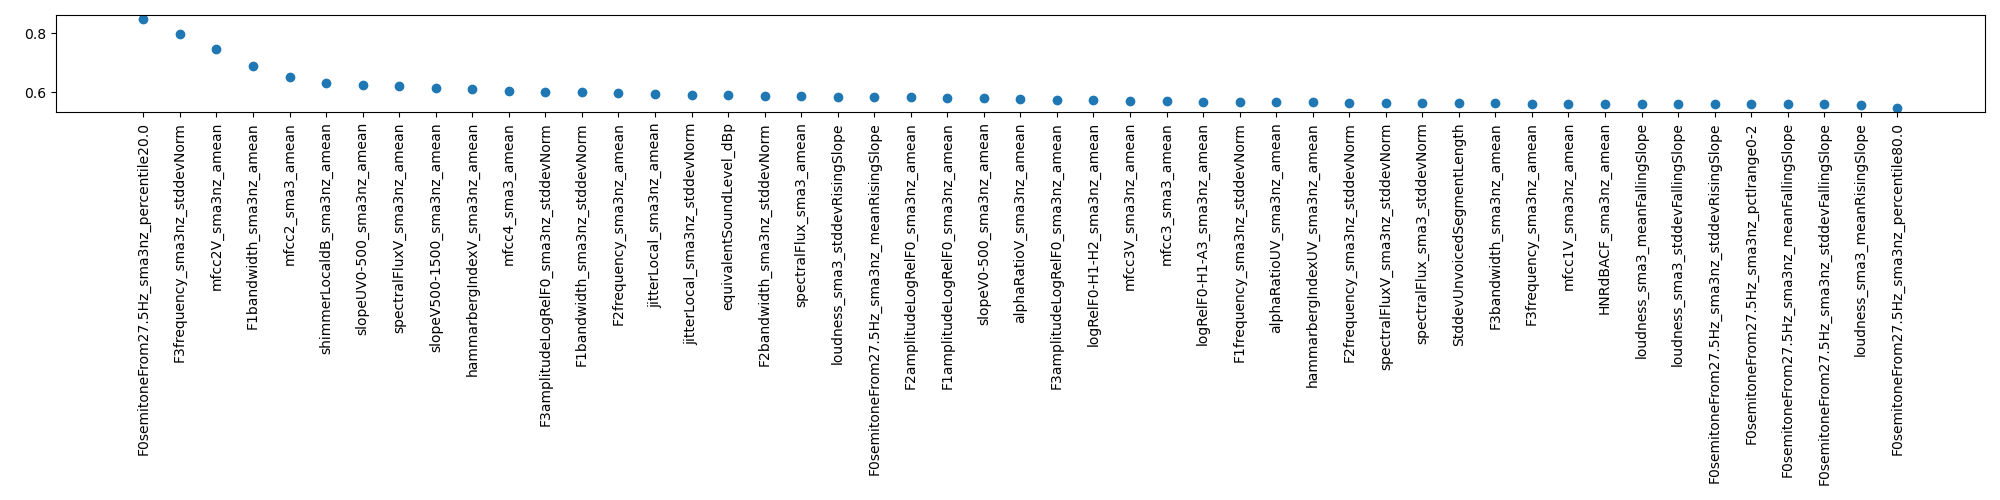 0.8
0.6
F0semitoneFrom27.5Hz_sma3nz_percentile20.0
F3frequency_sma3nz_stddevNorm
mfcc2V_sma3nz_amean
F1bandwidth_sma3nz_amean
mfcc2_sma3_amean
shimmerLocaldB_sma3nz_amean
slopeUV0-500_sma3nz_amean
spectralFluxV_sma3nz_amean
slopeV500-1500_sma3nz_amean
hammarbergIndexV_sma3nz_amean
mfcc4_sma3_amean
F3amplitudeLogRelF0_sma3nz_stddevNorm
F1bandwidth_sma3nz_stddevNorm
F2frequency_sma3nz_amean
jitterLocal_sma3nz_amean
jitterLocal_sma3nz_stddevNorm
equivalentSoundLevel_dBp
F2bandwidth_sma3nz_stddevNorm
spectralFlux_sma3_amean
loudness_sma3_stddevRisingSlope
F0semitoneFrom27.5Hz_sma3nz_meanRisingSlope
F2amplitudeLogRelF0_sma3nz_amean
F1amplitudeLogRelF0_sma3nz_amean
slopeV0-500_sma3nz_amean
alphaRatioV_sma3nz_amean
F3amplitudeLogRelF0_sma3nz_amean
logRelF0-H1-H2_sma3nz_amean
mfcc3V_sma3nz_amean
mfcc3_sma3_amean
logRelF0-H1-A3_sma3nz_amean
F1frequency_sma3nz_stddevNorm
alphaRatioUV_sma3nz_amean
hammarbergIndexUV_sma3nz_amean
F2frequency_sma3nz_stddevNorm
spectralFluxV_sma3nz_stddevNorm
spectralFlux_sma3_stddevNorm
StddevUnvoicedSegmentLength
F3bandwidth_sma3nz_amean
F3frequency_sma3nz_amean
mfcc1V_sma3nz_amean
HNRdBACF_sma3nz_amean
loudness_sma3_meanFallingSlope
loudness_sma3_stddevFallingSlope
F0semitoneFrom27.5Hz_sma3nz_stddevRisingSlope
F0semitoneFrom27.5Hz_sma3nz_pctlrange0-2
F0semitoneFrom27.5Hz_sma3nz_meanFallingSlope
F0semitoneFrom27.5Hz_sma3nz_stddevFallingSlope
loudness_sma3_meanRisingSlope
F0semitoneFrom27.5Hz_sma3nz_percentile80.0